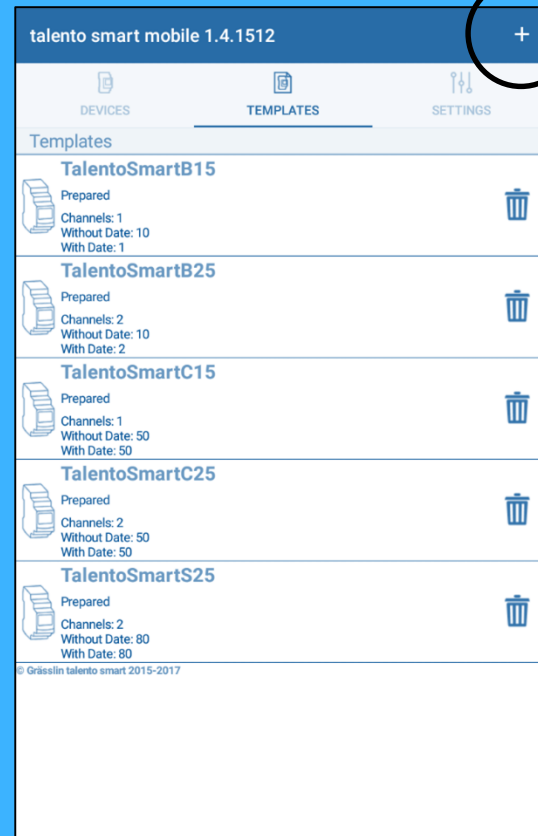 talento smart mobile 1.4.1512 +
DEVICES TEMPLATES SETTINGS
Templates
TalentoSmartB15
Prepared
Channels: 1
Without Date: 10
With Date: 1
TalentoSmartB25
Prepared
Channels: 2
Without Date: 10
With Date: 2
TalentoSmartC15
Prepared
Channels: 1
Without Date: 50
With Date: 50
TalentoSmartC25
Prepared
Channels: 2
Without Date: 50
With Date: 50
TalentoSmartS25
Prepared
Channels: 2
Without Date: 80
With Date: 80
© Grässlin talento smart 2015-2017